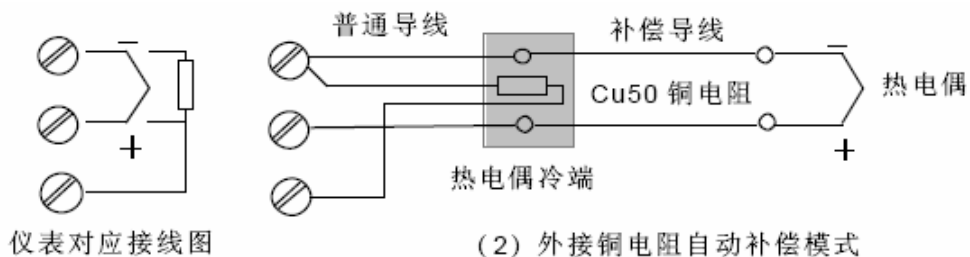 普通导线
补偿导线
−
−
热电偶
Cu50 铜电阻
+
+
热电偶冷端
仪表对应接线图
(2) 外接铜电阻自动补偿模式